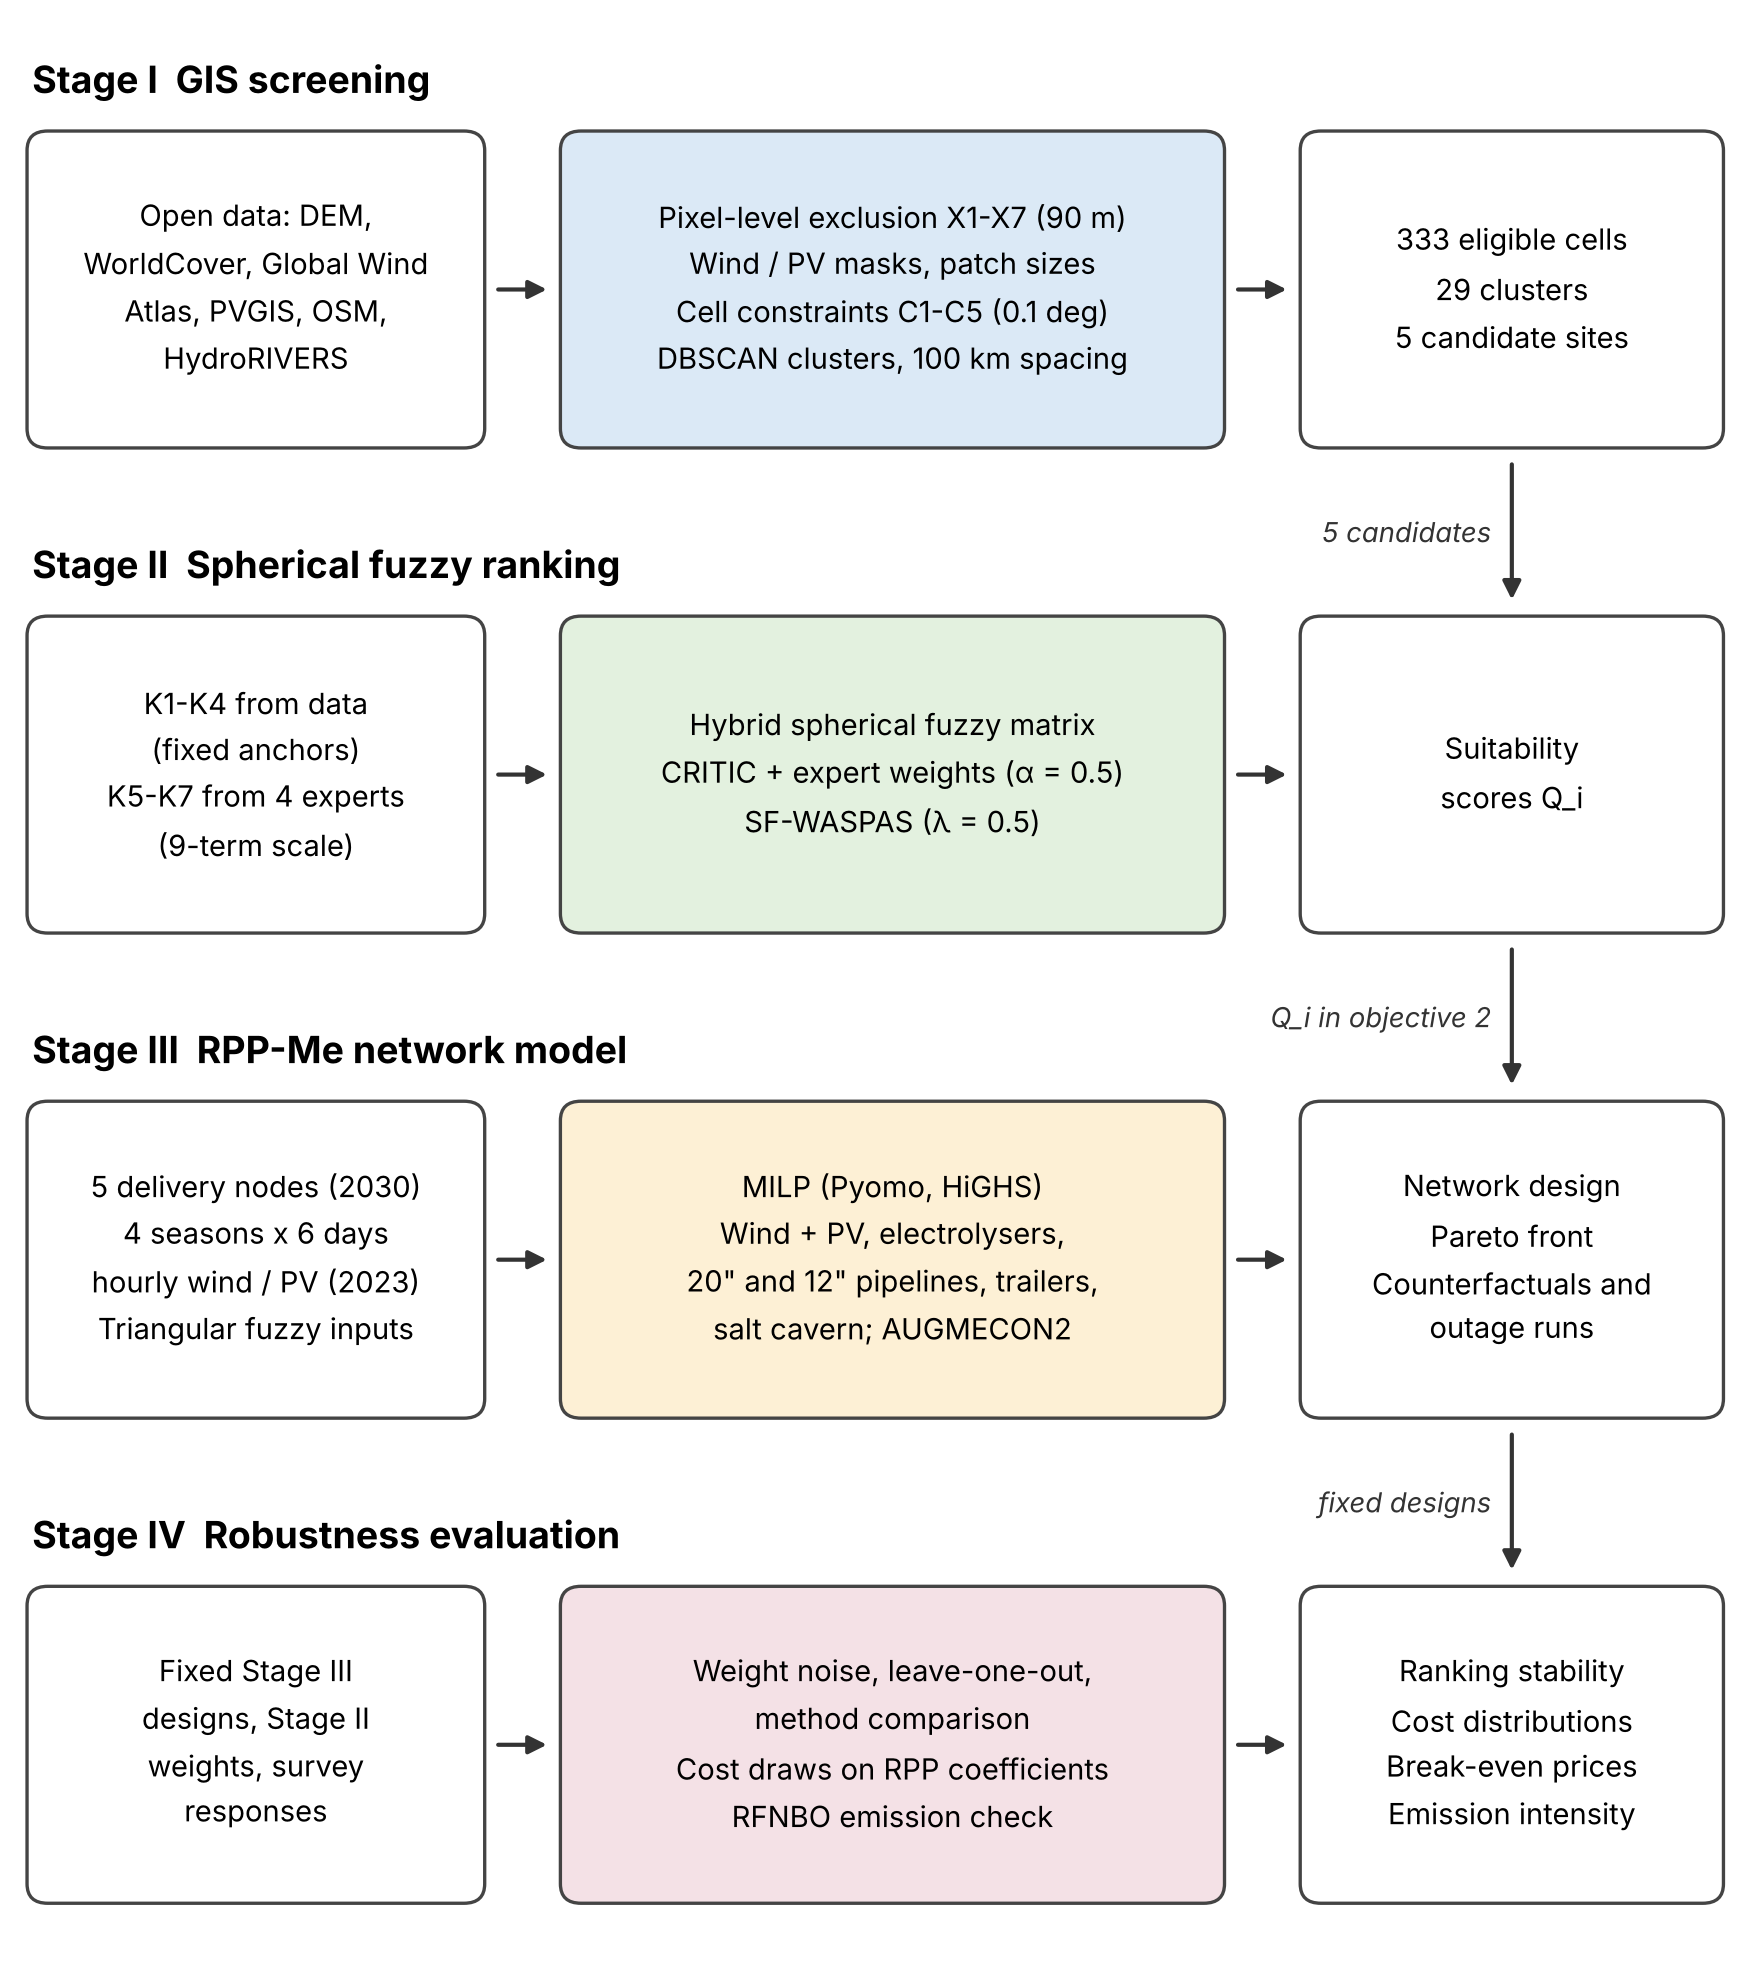 Stage I  GIS screening
Open data: DEM,
WorldCover, Global Wind
Atlas, PVGIS, OSM,
HydroRIVERS
Pixel-level exclusion X1-X7 (90 m)
Wind / PV masks, patch sizes
Cell constraints C1-C5 (0.1 deg)
DBSCAN clusters, 100 km spacing
333 eligible cells
29 clusters
5 candidate sites
5 candidates
Stage II  Spherical fuzzy ranking
K1-K4 from data
(fixed anchors)
K5-K7 from 4 experts
(9-term scale)
Hybrid spherical fuzzy matrix
CRITIC + expert weights (α = 0.5)
SF-WASPAS (λ = 0.5)
Suitability
scores Q_i
Q_i in objective 2
Stage III  RPP-Me network model
5 delivery nodes (2030)
4 seasons x 6 days
hourly wind / PV (2023)
Triangular fuzzy inputs
MILP (Pyomo, HiGHS)
Wind + PV, electrolysers,
20" and 12" pipelines, trailers,
salt cavern; AUGMECON2
Network design
Pareto front
Counterfactuals and
outage runs
fixed designs
Stage IV  Robustness evaluation
Fixed Stage III
designs, Stage II
weights, survey
responses
Weight noise, leave-one-out,
method comparison
Cost draws on RPP coefficients
RFNBO emission check
Ranking stability
Cost distributions
Break-even prices
Emission intensity